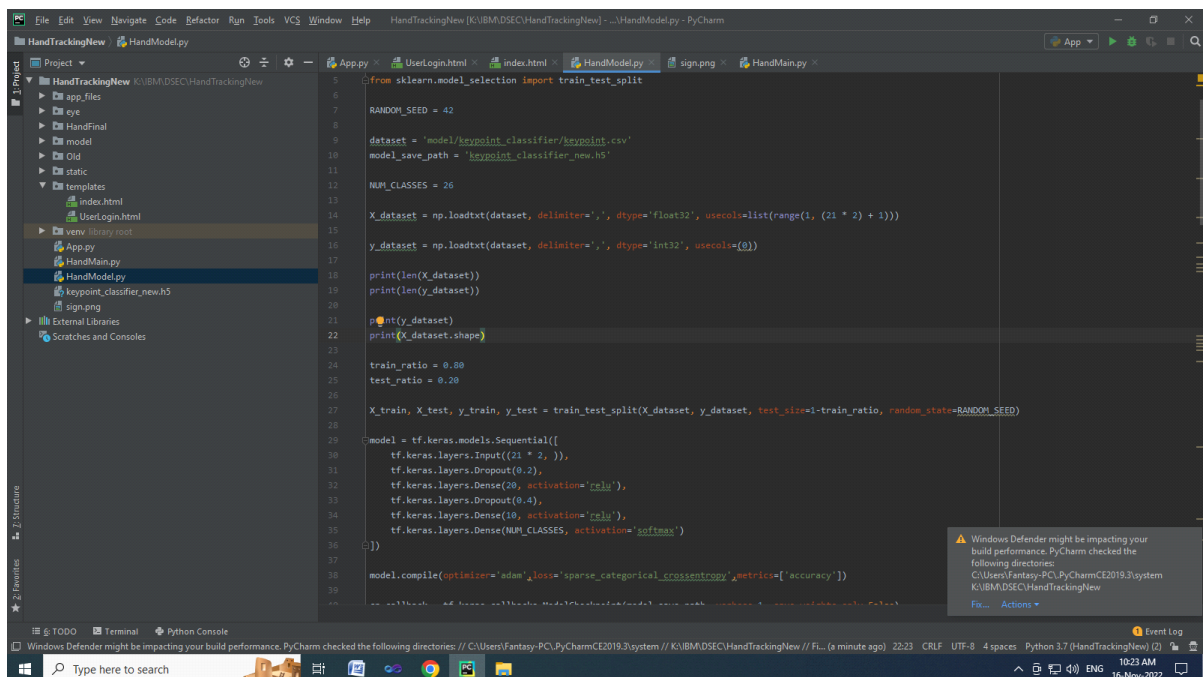 File Edit View Navigate Code Refactor Run Tools VCS Window Help HandTrackingNew [K:\IBM\DSEC\HandTrackingNew] - ...\HandModel.py - PyCharm
HandTrackingNew HandModel.py App
Project App.py UserLogin.html index.html HandModel.py sign.png HandMain.py
1: Project
HandTrackingNew K:\IBM\DSEC\HandTrackingNew
app_files
eye
HandFinal
model
Old
static
templates
index.html
UserLogin.html
venv library root
App.py
HandMain.py
HandModel.py
keypoint_classifier_new.h5
sign.png
External Libraries
Scratches and Consoles
5 from sklearn.model_selection import train_test_split
6
7 RANDOM_SEED = 42
8
9 dataset = 'model/keypoint_classifier/keypoint.csv'
10 model_save_path = 'keypoint_classifier_new.h5'
11
12 NUM_CLASSES = 26
13
14 X_dataset = np.loadtxt(dataset, delimiter=',', dtype='float32', usecols=list(range(1, (21 * 2) + 1)))
15
16 y_dataset = np.loadtxt(dataset, delimiter=',', dtype='int32', usecols=(0))
17
18 print(len(X_dataset))
19 print(len(y_dataset))
20
21 print(y_dataset)
22 print(X_dataset.shape)
23
24 train_ratio = 0.80
25 test_ratio = 0.20
26
27 X_train, X_test, y_train, y_test = train_test_split(X_dataset, y_dataset, test_size=1-train_ratio, random_state=RANDOM_SEED)
28
29 model = tf.keras.models.Sequential([
30 tf.keras.layers.Input((21 * 2, )),
31 tf.keras.layers.Dropout(0.2),
32 tf.keras.layers.Dense(20, activation='relu'),
33 tf.keras.layers.Dropout(0.4),
34 tf.keras.layers.Dense(10, activation='relu'),
35 tf.keras.layers.Dense(NUM_CLASSES, activation='softmax')
36 ])
37
38 model.compile(optimizer='adam',loss='sparse_categorical_crossentropy',metrics=['accuracy'])
39
Z: Structure
2: Favorites
Windows Defender might be impacting your
build performance. PyCharm checked the
following directories:
C:\Users\Fantasy-PC\.PyCharmCE2019.3\system
K:\IBM\DSEC\HandTrackingNew
Fix... Actions
6: TODO Terminal Python Console 1 Event Log
Windows Defender might be impacting your build performance. PyCharm checked the following directories: // C:\Users\Fantasy-PC\.PyCharmCE2019.3\system // K:\IBM\DSEC\HandTrackingNew // Fi... (a minute ago) 22:23 CRLF UTF-8 4 spaces Python 3.7 (HandTrackingNew) (2)
Type here to search ENG 10:23 AM
16-Nov-2022